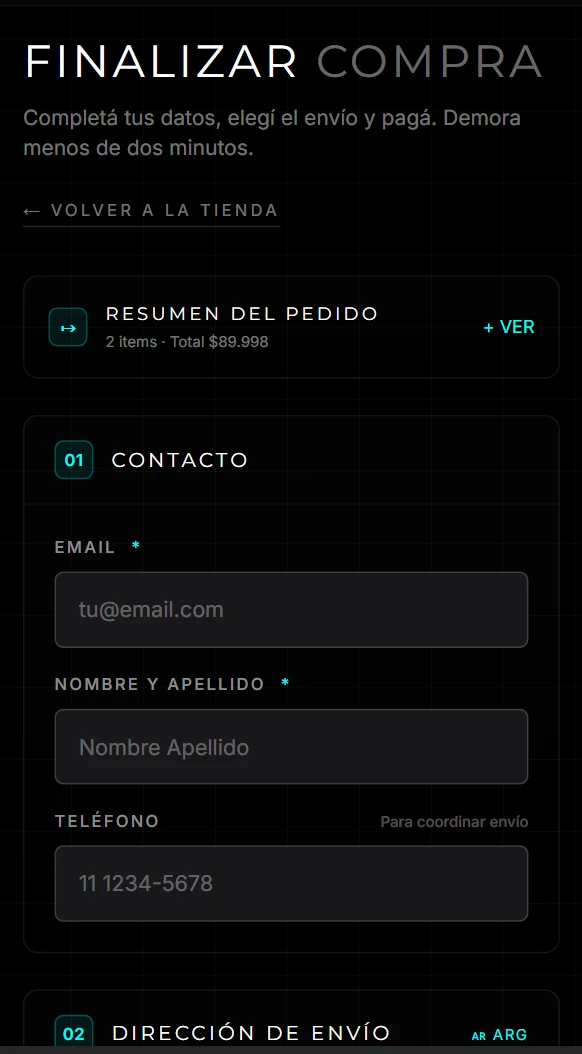 FINALIZAR COMPRA
Completá tus datos, elegí el envío y pagá. Demora
menos de dos minutos.
← VOLVER A LA TIENDA
↦ RESUMEN DEL PEDIDO
2 items · Total $89.998
+ VER
01 CONTACTO
EMAIL *
tu@email.com
NOMBRE Y APELLIDO *
Nombre Apellido
TELÉFONO Para coordinar envío
11 1234-5678
02 DIRECCIÓN DE ENVÍO AR ARG